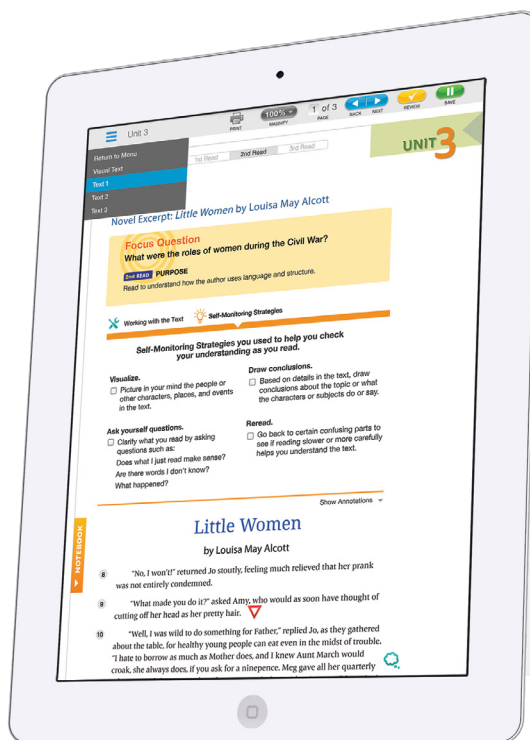 Unit 3
PRINT
100%
MAGNIFY
1 of 3
PAGE
BACK
NEXT
REVIEW
SAVE
Return to Menu
Visual Text
Text 1
Text 2
Text 3
1st Read
2nd Read
3rd Read
UNIT 3
Novel Excerpt: Little Women by Louisa May Alcott
Focus Question
What were the roles of women during the Civil War?
2nd READ PURPOSE
Read to understand how the author uses language and structure.
Working with the Text
Self-Monitoring Strategies
Self-Monitoring Strategies you used to help you check
your understanding as you read.
Visualize.
Picture in your mind the people or
other characters, places, and events
in the text.
Ask yourself questions.
Clarify what you read by asking
questions such as:
Does what I just read make sense?
Are there words I don't know?
What happened?
Draw conclusions.
Based on details in the text, draw
conclusions about the topic or what
the characters or subjects do or say.
Reread.
Go back to certain confusing parts to
see if reading slower or more carefully
helps you understand the text.
Show Annotations
NOTEBOOK
Little Women
by Louisa May Alcott
8 "No, I won't!" returned Jo stoutly, feeling much relieved that her prank
was not entirely condemned.
9 "What made you do it?" asked Amy, who would as soon have thought of
cutting off her head as her pretty hair.
10 "Well, I was wild to do something for Father," replied Jo, as they gathered
about the table, for healthy young people can eat even in the midst of trouble.
"I hate to borrow as much as Mother does, and I knew Aunt March would
croak, she always does, if you ask for a ninepence. Meg gave all her quarterly